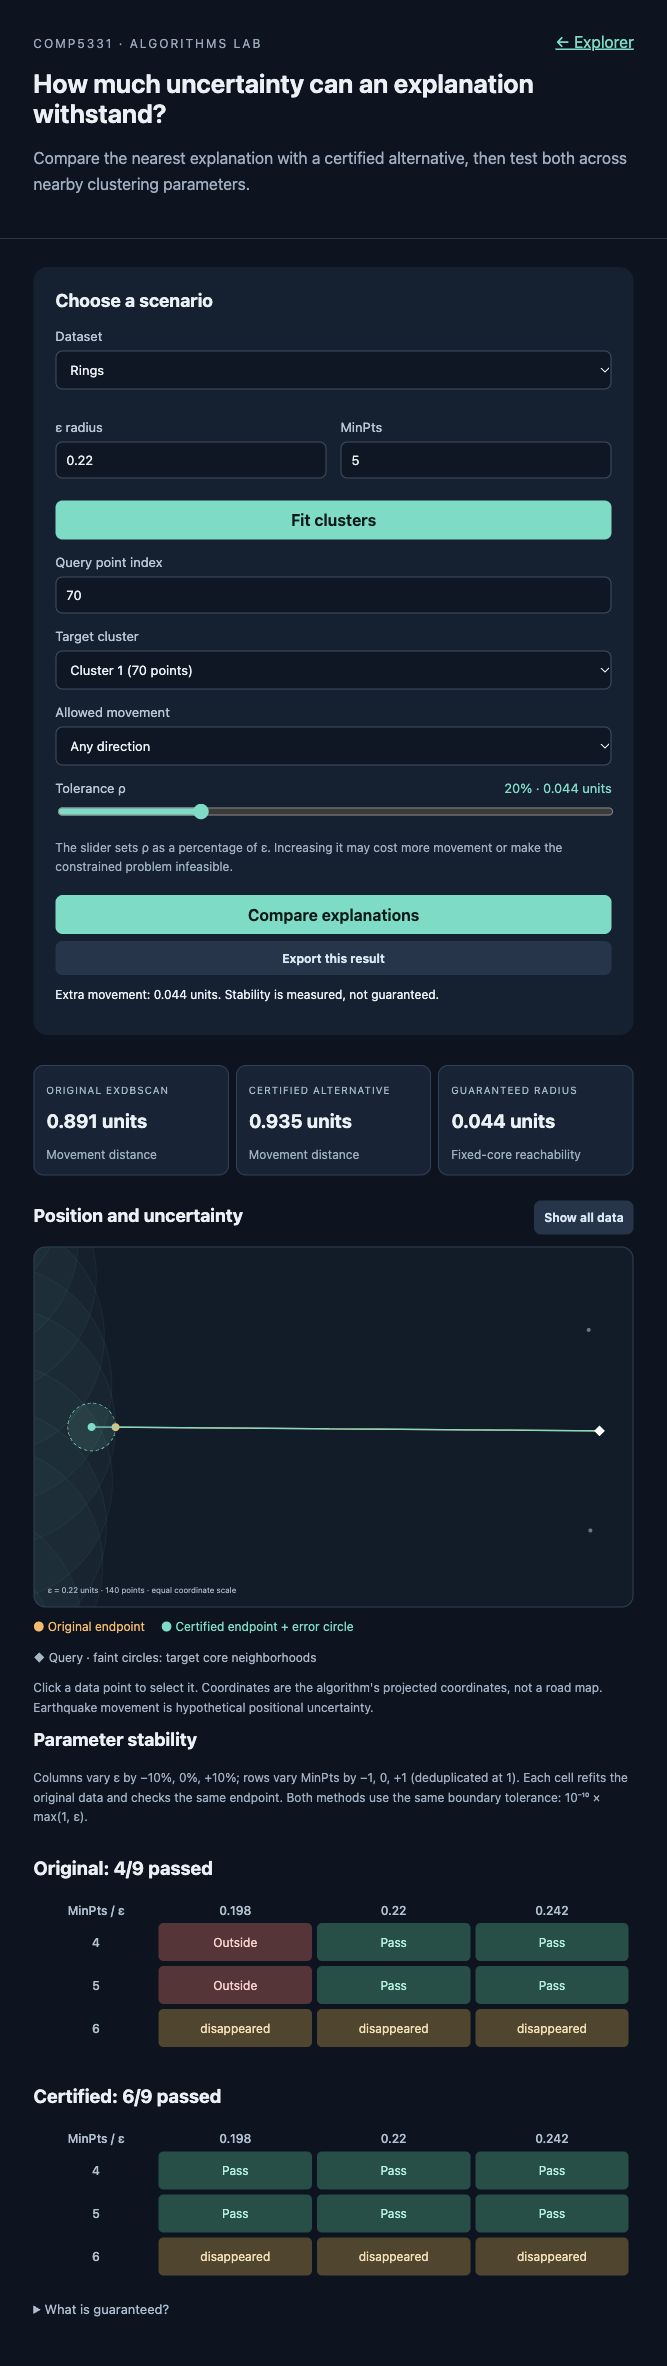 COMP5331 · ALGORITHMS LAB
← Explorer
How much uncertainty can an explanation
withstand?
Compare the nearest explanation with a certified alternative, then test both across
nearby clustering parameters.
Choose a scenario
Dataset
Rings
ε radius
MinPts
0.22
5
Fit clusters
Query point index
70
Target cluster
Cluster 1 (70 points)
Allowed movement
Any direction
Tolerance ρ
20% · 0.044 units
The slider sets ρ as a percentage of ε. Increasing it may cost more movement or make the
constrained problem infeasible.
Compare explanations
Export this result
Extra movement: 0.044 units. Stability is measured, not guaranteed.
ORIGINAL EXDBSCAN
0.891 units
Movement distance
CERTIFIED ALTERNATIVE
0.935 units
Movement distance
GUARANTEED RADIUS
0.044 units
Fixed-core reachability
Position and uncertainty
Show all data
ε = 0.22 units · 140 points · equal coordinate scale
Original endpoint
Certified endpoint + error circle
Query · faint circles: target core neighborhoods
Click a data point to select it. Coordinates are the algorithm's projected coordinates, not a road map.
Earthquake movement is hypothetical positional uncertainty.
Parameter stability
Columns vary ε by −10%, 0%, +10%; rows vary MinPts by −1, 0, +1 (deduplicated at 1). Each cell refits the
original data and checks the same endpoint. Both methods use the same boundary tolerance: 10⁻¹⁰ ×
max(1, ε).
Original: 4/9 passed
MinPts / ε 0.198 0.22 0.242
4 Outside Pass Pass
5 Outside Pass Pass
6 disappeared disappeared disappeared
Certified: 6/9 passed
MinPts / ε 0.198 0.22 0.242
4 Pass Pass Pass
5 Pass Pass Pass
6 disappeared disappeared disappeared
▶ What is guaranteed?